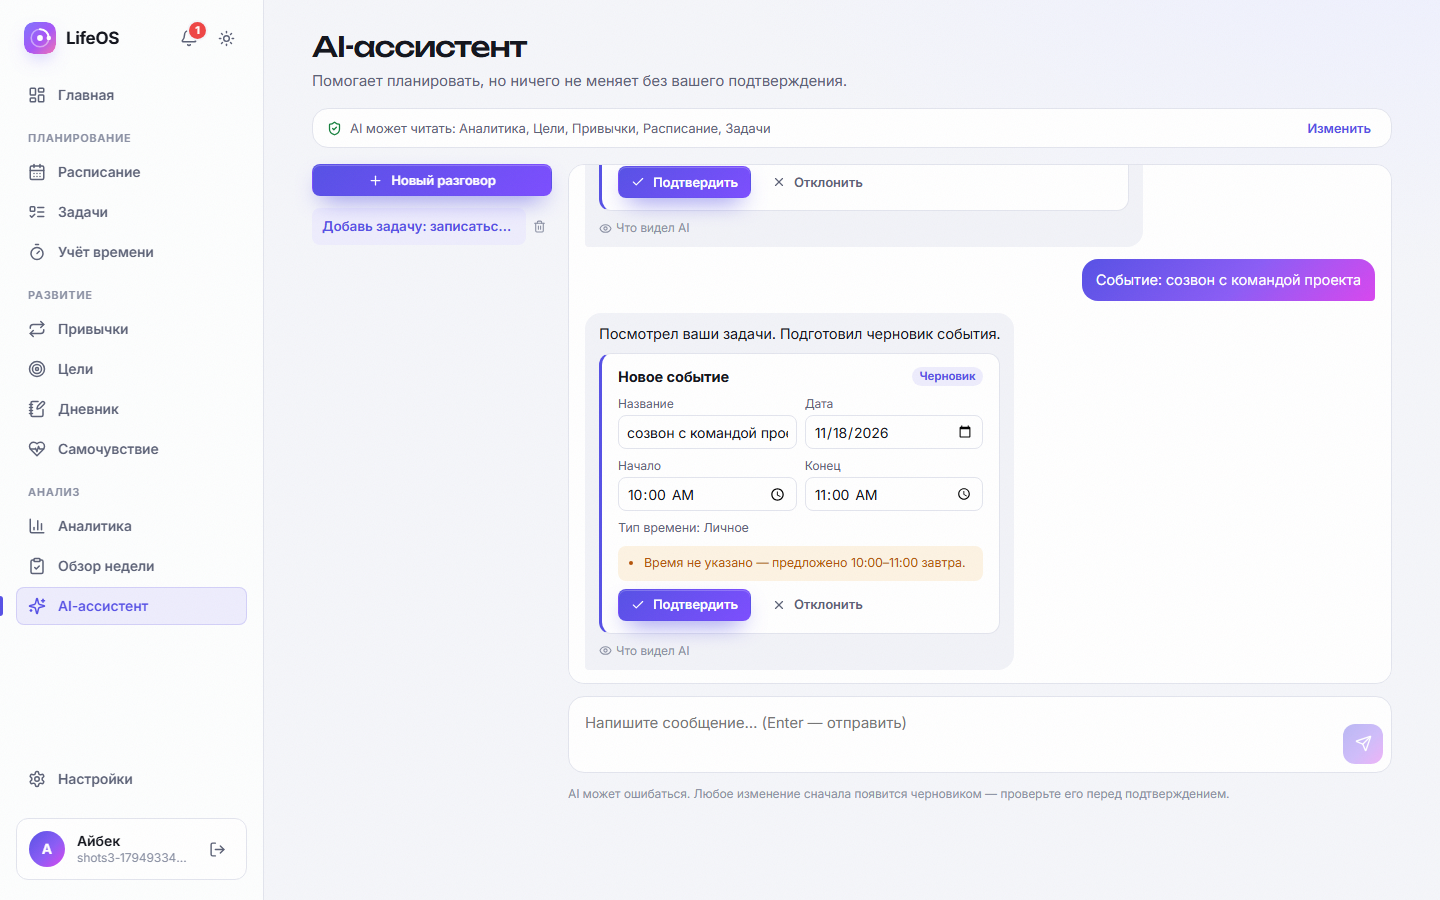 LifeOS
1
Главная
ПЛАНИРОВАНИЕ
Расписание
Задачи
Учёт времени
РАЗВИТИЕ
Привычки
Цели
Дневник
Самочувствие
АНАЛИЗ
Аналитика
Обзор недели
AI-ассистент
Настройки
А
Айбек
shots3-17949334...
AI-ассистент
Помогает планировать, но ничего не меняет без вашего подтверждения.
AI может читать: Аналитика, Цели, Привычки, Расписание, Задачи
Изменить
Новый разговор
Добавь задачу: записатьс...
Подтвердить
Отклонить
Что видел AI
Событие: созвон с командой проекта
Посмотрел ваши задачи. Подготовил черновик события.
Новое событие
Черновик
Название
Дата
созвон с командой прое
11/18/2026
Начало
Конец
10:00 AM
11:00 AM
Тип времени: Личное
• Время не указано — предложено 10:00–11:00 завтра.
Подтвердить
Отклонить
Что видел AI
Напишите сообщение... (Enter — отправить)
AI может ошибаться. Любое изменение сначала появится черновиком — проверьте его перед подтверждением.